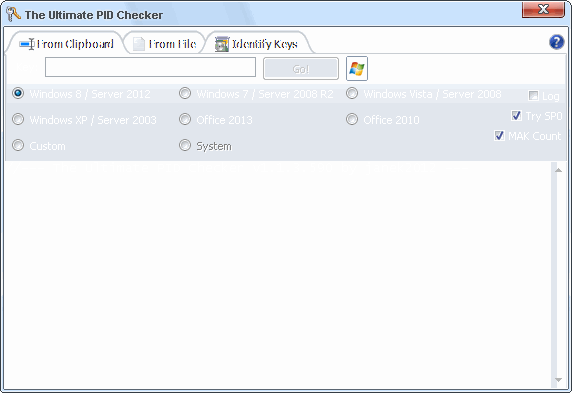 The Ultimate PID Checker
From Clipboard From File Identify Keys
Go!
Windows 8 / Server 2012 Windows 7 / Server 2008 R2 Windows Vista / Server 2008 Log
Windows XP / Server 2003 Office 2013 Office 2010 Try SP0
Custom System MAK Count